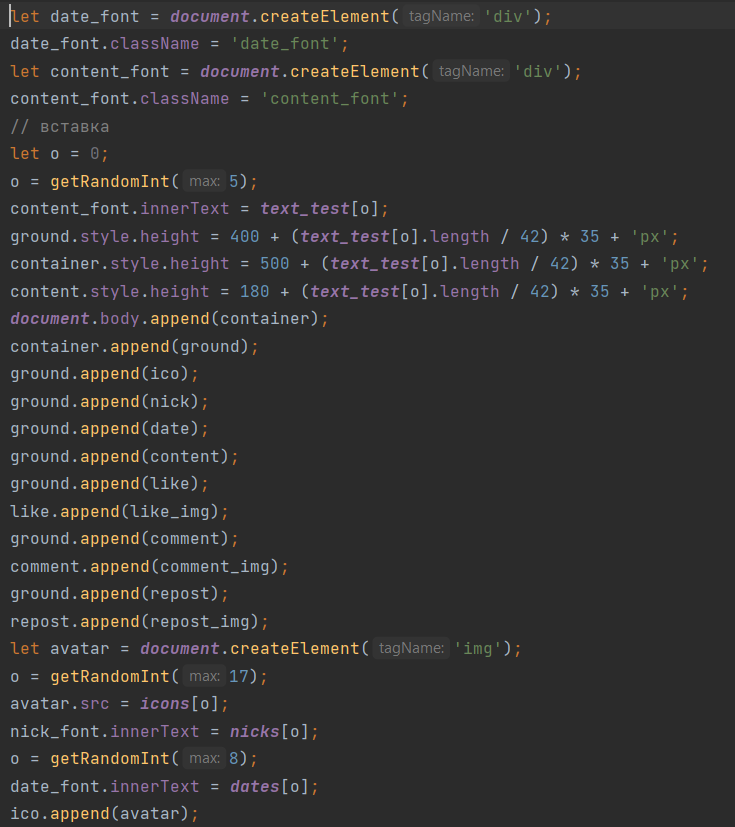 let date_font = document.createElement( tagName: 'div');
date_font.className = 'date_font';
let content_font = document.createElement( tagName: 'div');
content_font.className = 'content_font';
// вставка
let o = 0;
o = getRandomInt( max: 5);
content_font.innerText = text_test[o];
ground.style.height = 400 + (text_test[o].length / 42) * 35 + 'px';
container.style.height = 500 + (text_test[o].length / 42) * 35 + 'px';
content.style.height = 180 + (text_test[o].length / 42) * 35 + 'px';
document.body.append(container);
container.append(ground);
ground.append(ico);
ground.append(nick);
ground.append(date);
ground.append(content);
ground.append(like);
like.append(like_img);
ground.append(comment);
comment.append(comment_img);
ground.append(repost);
repost.append(repost_img);
let avatar = document.createElement( tagName: 'img');
o = getRandomInt( max: 17);
avatar.src = icons[o];
nick_font.innerText = nicks[o];
o = getRandomInt( max: 8);
date_font.innerText = dates[o];
ico.append(avatar);